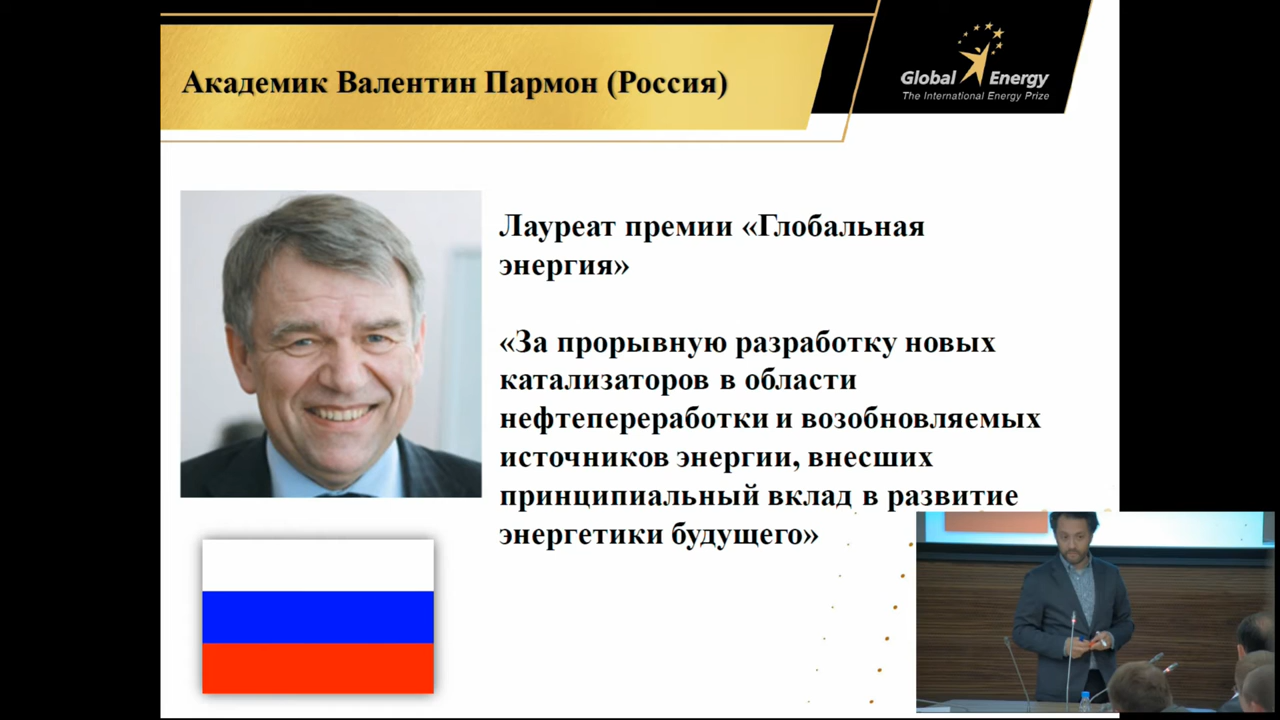 Академик Валентин Пармон (Россия)
Global Energy
The International Energy Prize
Лауреат премии «Глобальная
энергия»
«За прорывную разработку новых
катализаторов в области
нефтепереработки и возобновляемых
источников энергии, внесших
принципиальный вклад в развитие
энергетики будущего»